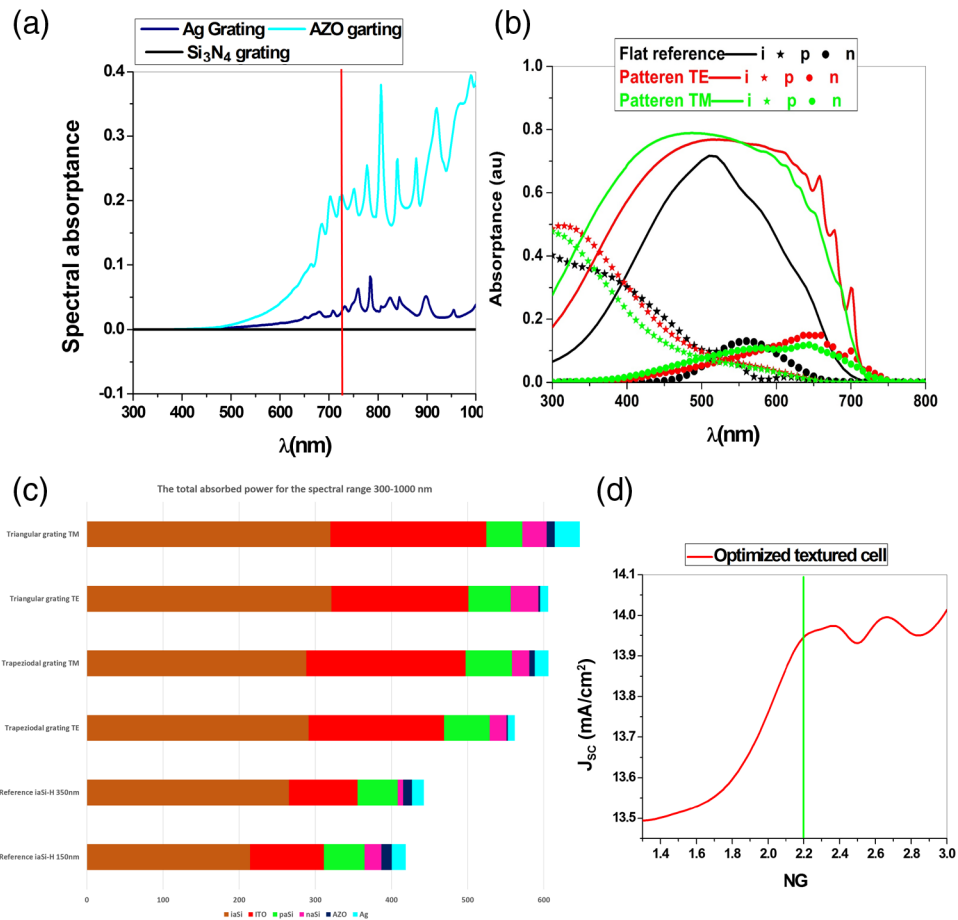 (a)
Ag Grating AZO garting
Si₃N₄ grating
0.4
0.3
0.2
0.1
0.0
-0.1
Spectral absorptance
300 400 500 600 700 800 900 1000
λ(nm)
(b)
Flat reference i p n
Patteren TE i p n
Patteren TM i p n
1.0
0.8
0.6
0.4
0.2
0.0
Absorptance (au)
300 400 500 600 700 800
λ(nm)
(c)
The total absorbed power for the spectral range 300-1000 nm
Triangular grating TM
Triangular grating TE
Trapeziodal grating TM
Trapeziodal grating TE
Reference iaSi-H 350nm
Reference iaSi-H 150nm
0 100 200 300 400 500 600
iaSi ITO paSi naSi AZO Ag
(d)
Optimized textured cell
14.1
14.0
13.9
13.8
13.7
13.6
13.5
J_SC (mA/cm²)
1.4 1.6 1.8 2.0 2.2 2.4 2.6 2.8 3.0
NG